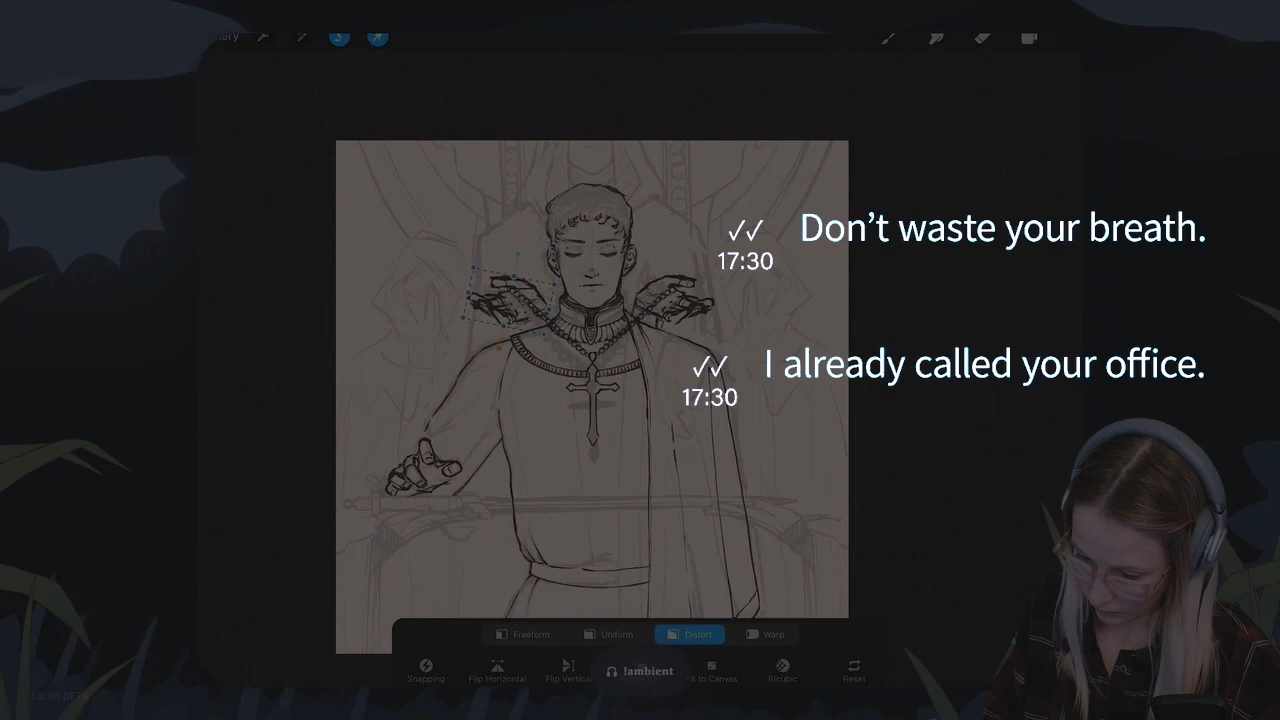 ery
✓✓ Don’t waste your breath.
17:30
✓✓ I already called your office.
17:30
Freeform Uniform Distort Warp
!ambient
Snapping Flip Horizontal Flip Vertical Fit to Canvas Bicubic Reset